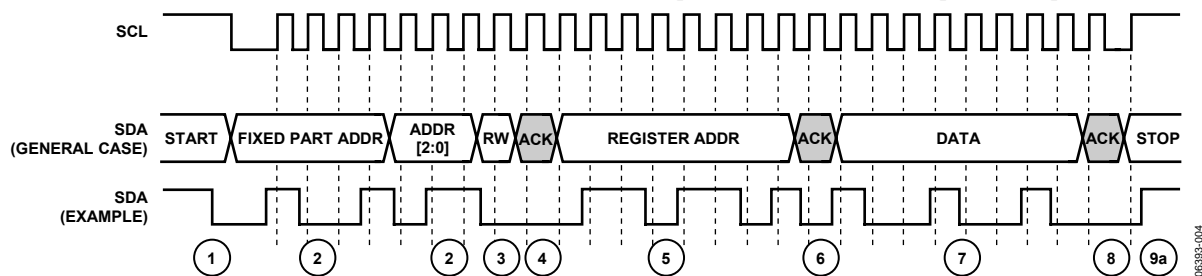 SCL
SDA
(GENERAL CASE)
START
FIXED PART ADDR
ADDR
[2:0]
RW
ACK
REGISTER ADDR
ACK
DATA
ACK
STOP
SDA
(EXAMPLE)
1
2
2
3
4
5
6
7
8
9a
06393-004